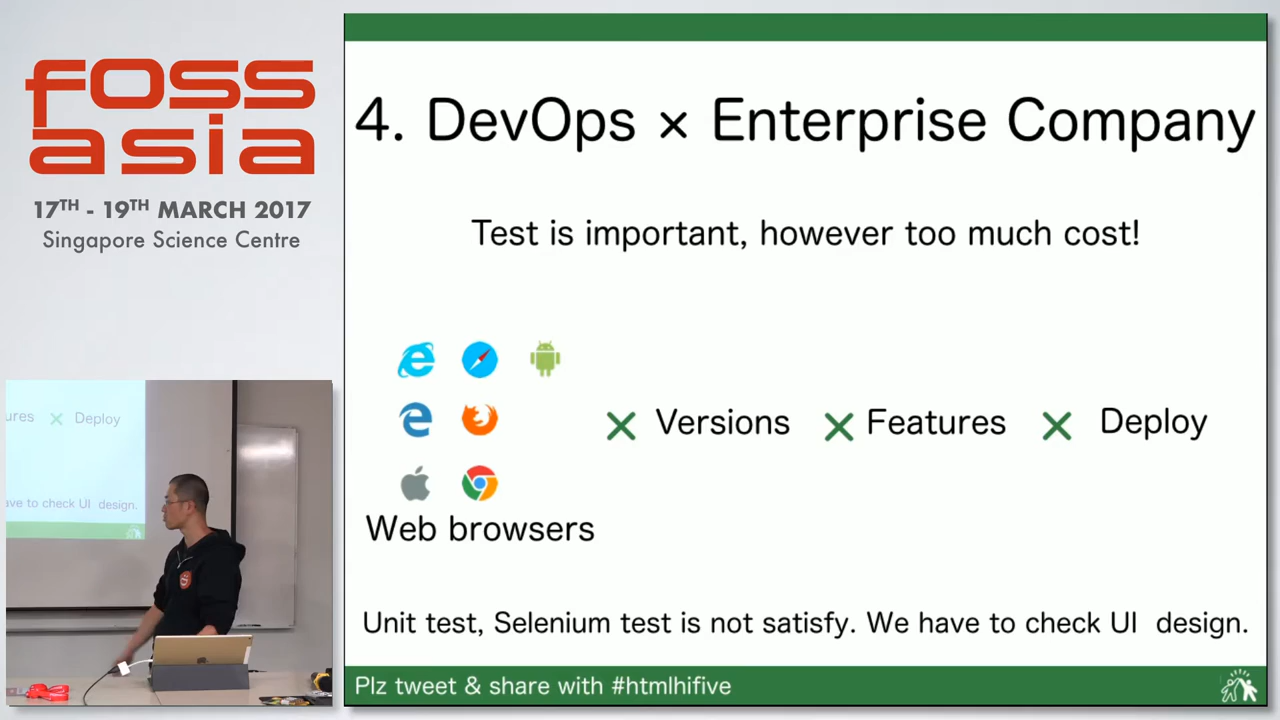 foss
asia
17TH - 19TH MARCH 2017
Singapore Science Centre
4. DevOps × Enterprise Company
Test is important, however too much cost!
× Versions × Features × Deploy
Web browsers
Unit test, Selenium test is not satisfy. We have to check UI design.
Plz tweet & share with #htmlhifive
ures × Deploy
ave to check UI design.